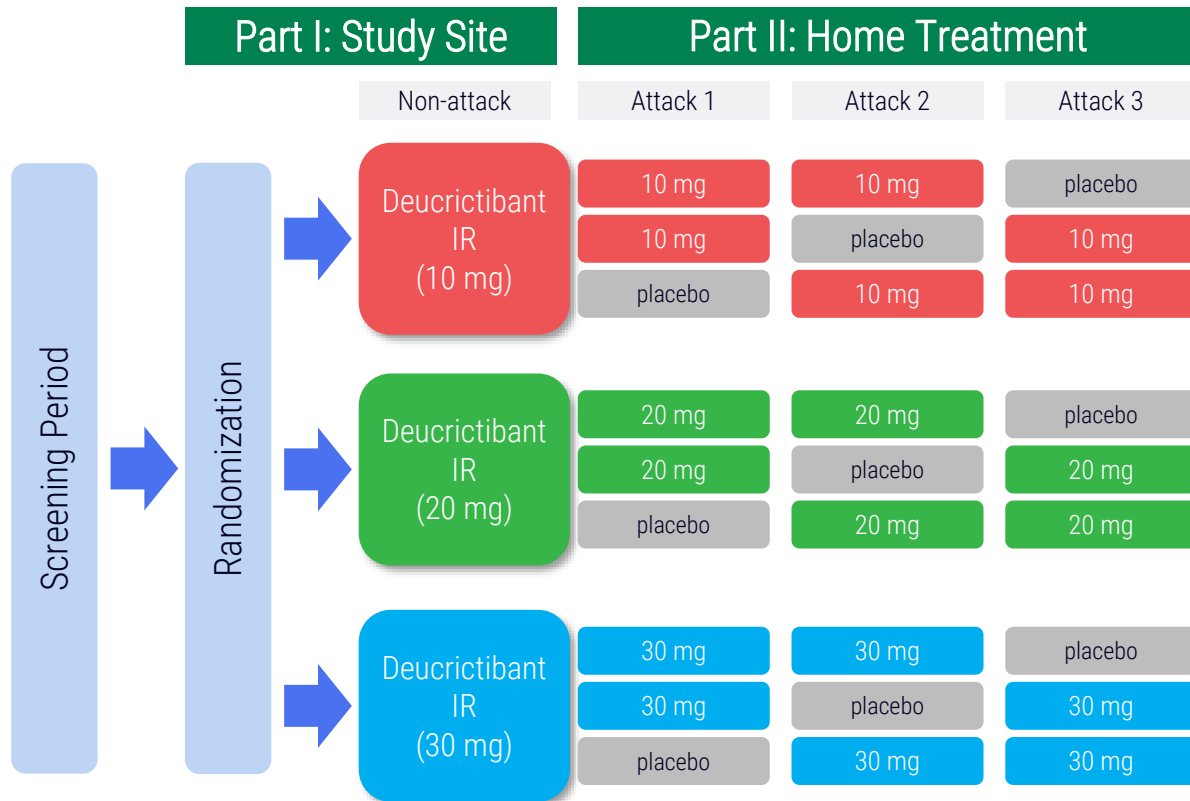 Part I: Study Site
Part II: Home Treatment
Non-attack
Attack 1
Attack 2
Attack 3
Screening Period
Randomization
Deucrictibant
IR
(10 mg)
10 mg
10 mg
placebo
10 mg
placebo
10 mg
placebo
10 mg
10 mg
Deucrictibant
IR
(20 mg)
20 mg
20 mg
placebo
20 mg
placebo
20 mg
placebo
20 mg
20 mg
Deucrictibant
IR
(30 mg)
30 mg
30 mg
placebo
30 mg
placebo
30 mg
placebo
30 mg
30 mg